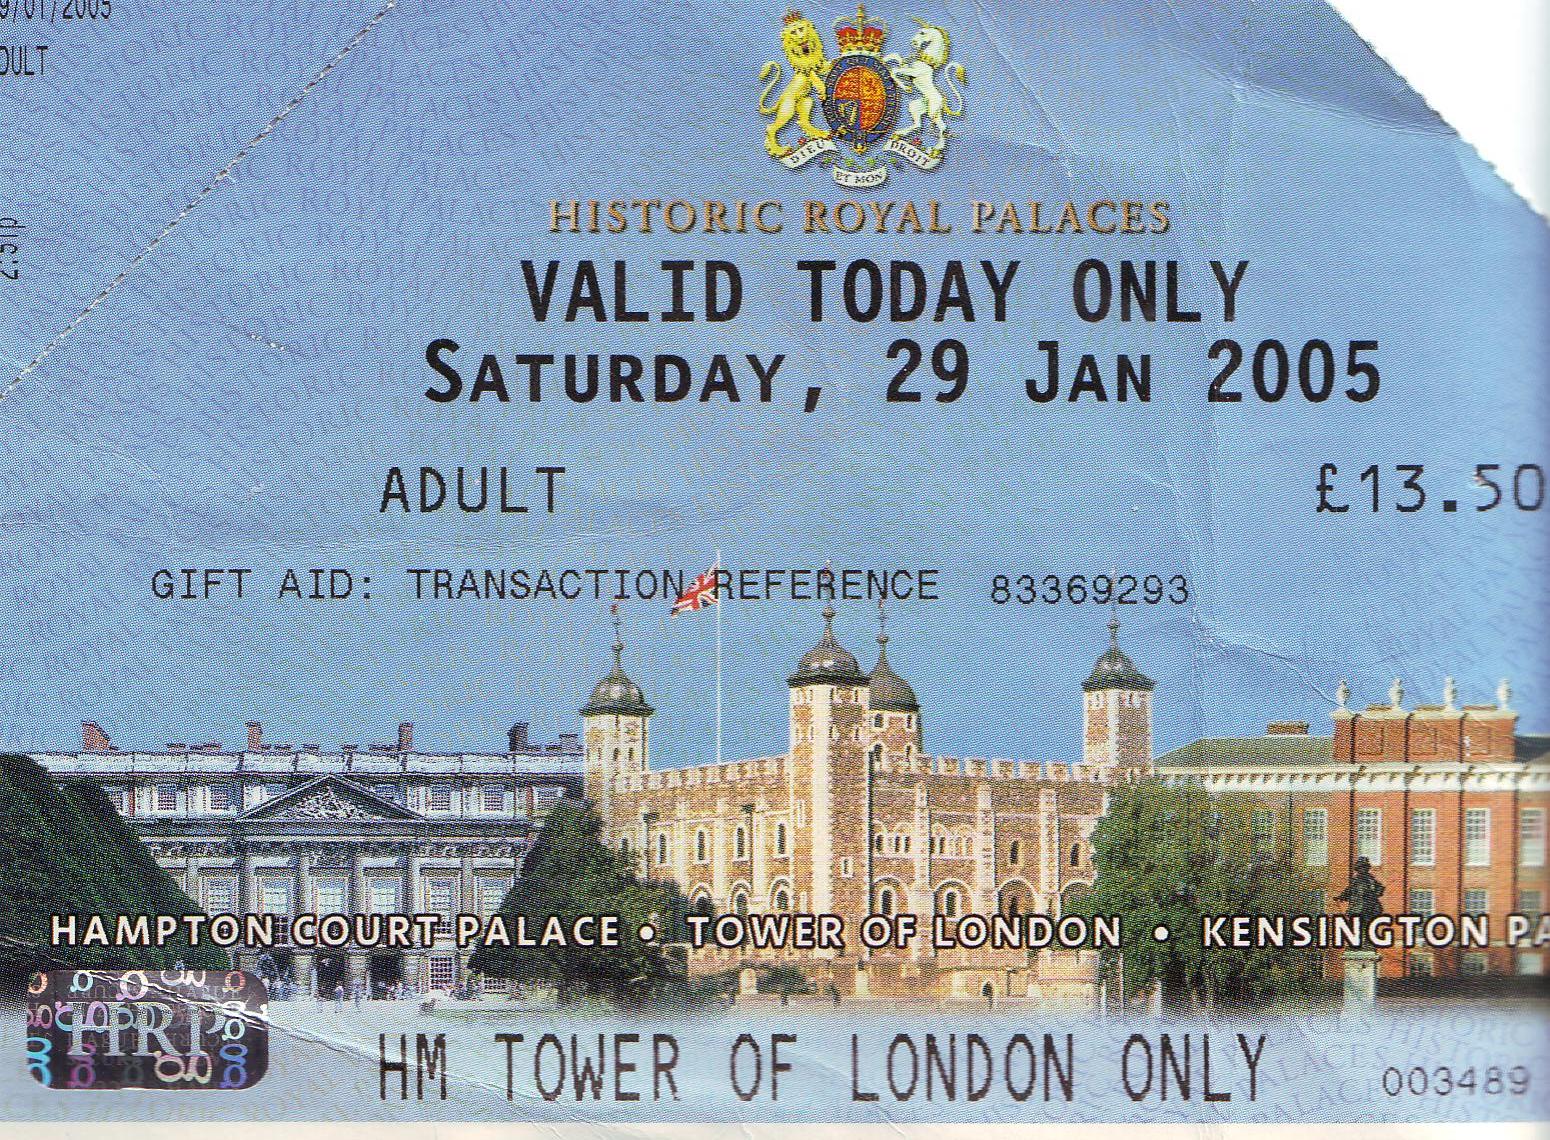 9/01/2005
DULT
2.51p
DIEU ET MON DROIT
HISTORIC ROYAL PALACES
VALID TODAY ONLY
SATURDAY, 29 JAN 2005
ADULT £13.50
GIFT AID: TRANSACTION REFERENCE 83369293
HAMPTON COURT PALACE • TOWER OF LONDON • KENSINGTON PA
HRP
HM TOWER OF LONDON ONLY
003489